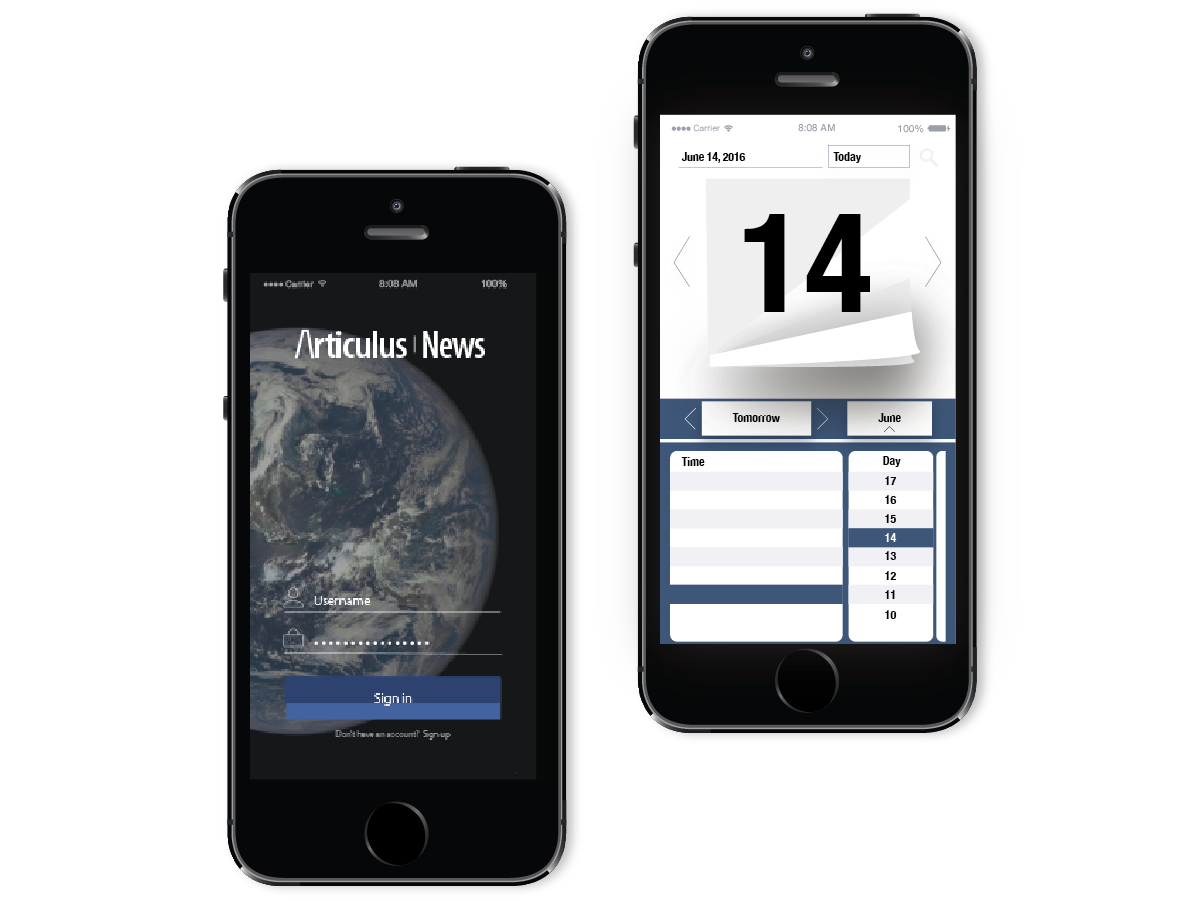 Carrier 8:08 AM 100%
Articulus | News
Username
Sign in
Don't have an account? Sign up
Carrier 8:08 AM 100%
June 14, 2016 Today
14
Tomorrow June
Time Day
17
16
15
14
13
12
11
10